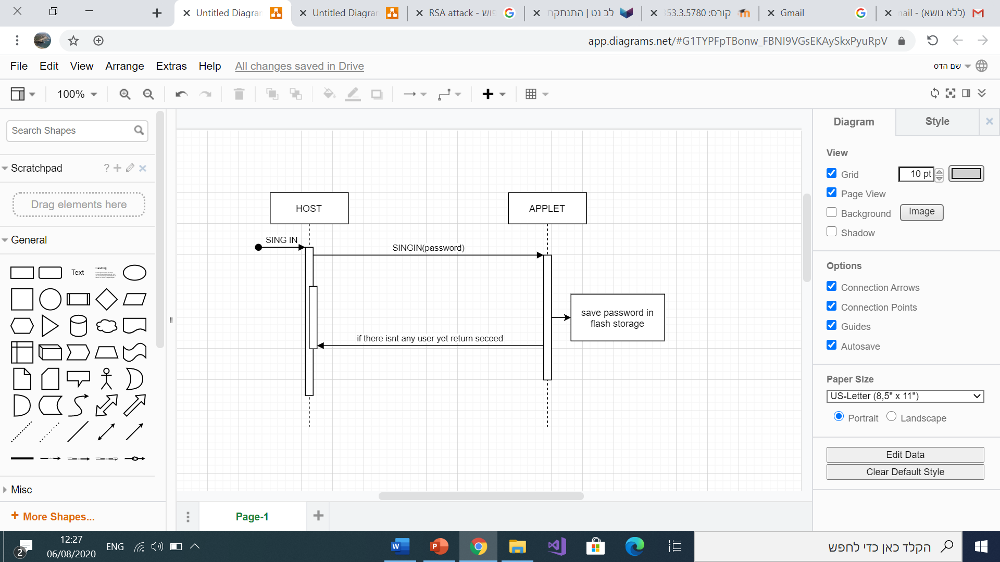 Untitled Diagra
Untitled Diagra
RSA attack -
לב נט | התנתקת
קורס: 353.3.5780
Gmail
(ללא נושא) - nail
app.diagrams.net/#G1TYPFpTBonw_FBNI9VGsEKAySkxPyuRpV
File Edit View Arrange Extras Help All changes saved in Drive
שם הדס
100%
Search Shapes
Scratchpad
?
Drag elements here
General
Text
Heading
Misc
+ More Shapes...
HOST
APPLET
SING IN
SINGIN(password)
save password in
flash storage
if there isnt any user yet return seceed
Page-1
Diagram
Style
View
Grid
10 pt
Page View
Background
Image
Shadow
Options
Connection Arrows
Connection Points
Guides
Autosave
Paper Size
US-Letter (8,5" x 11")
Portrait
Landscape
Edit Data
Clear Default Style
2
12:27
06/08/2020
ENG
הקלד כאן כדי לחפש